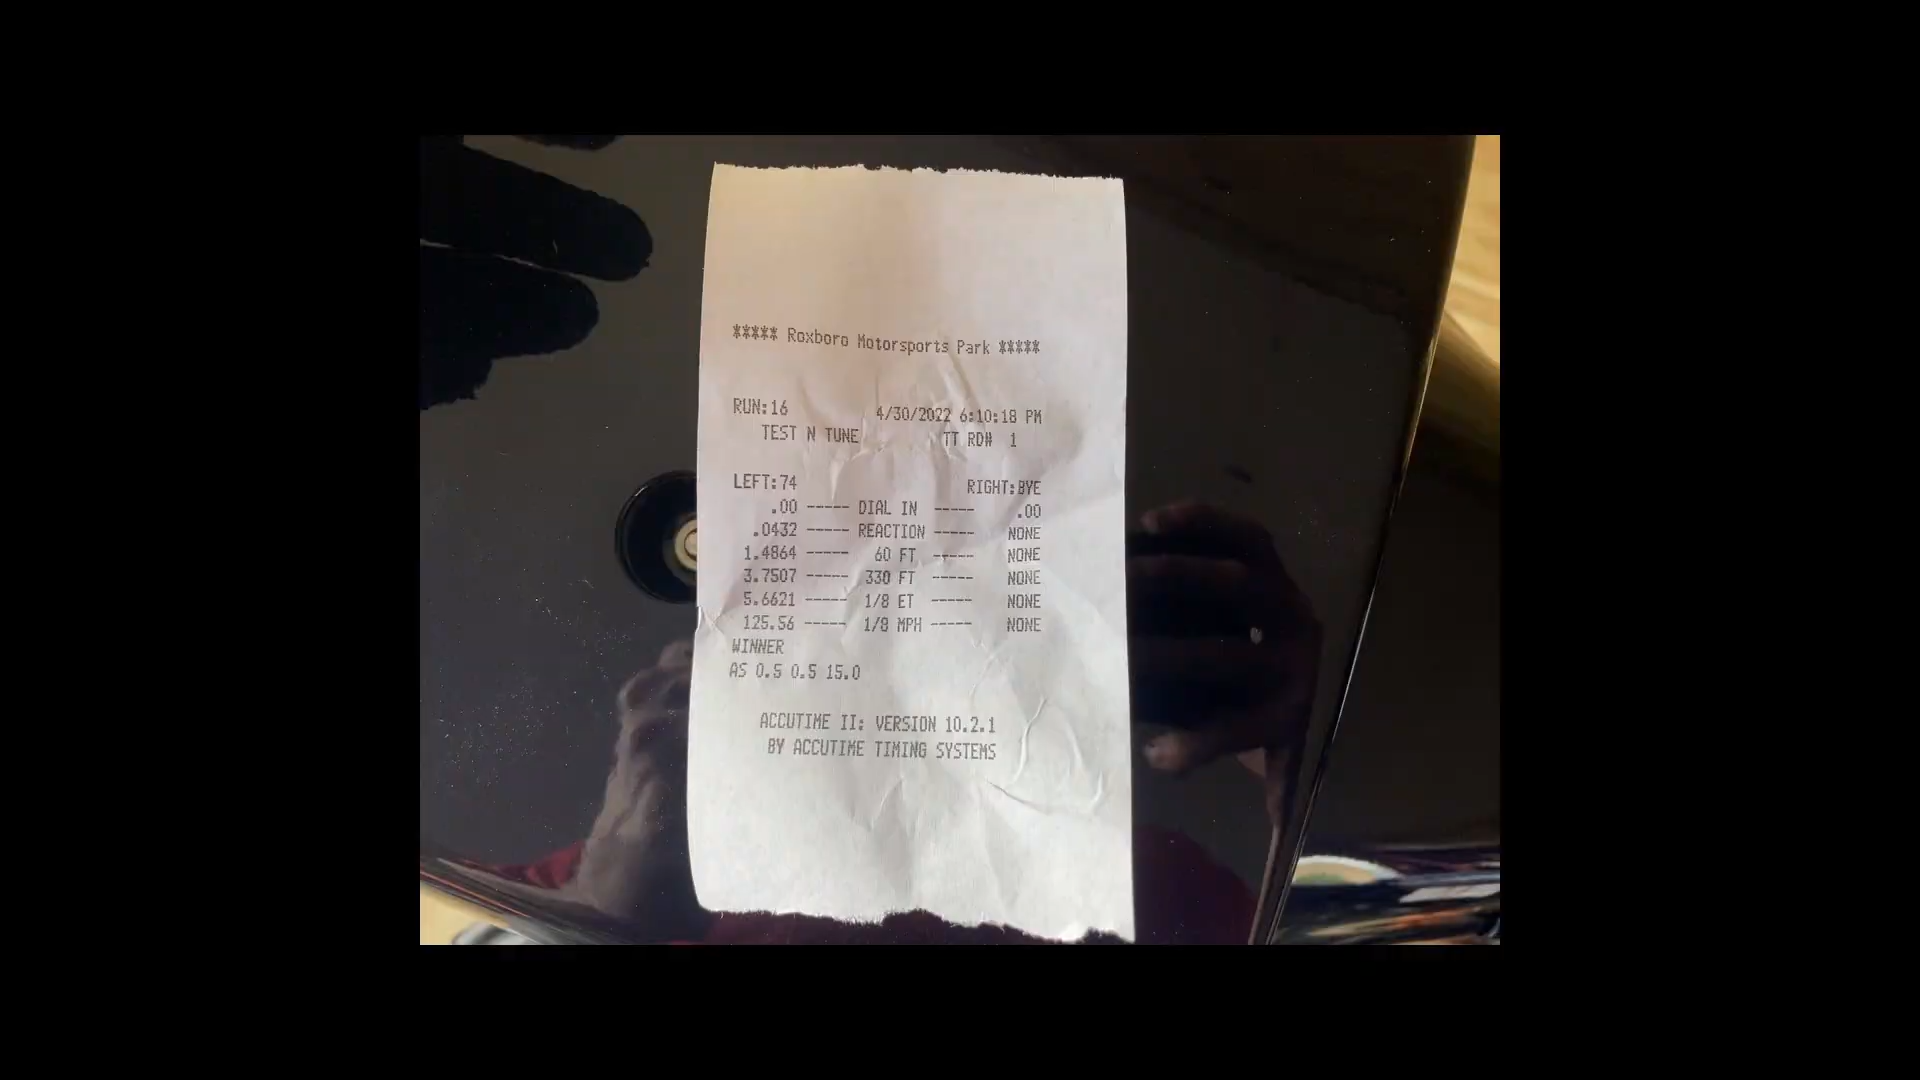 ***** Roxboro Motorsports Park *****
RUN:16 4/30/2022 6:10:18 PM
TEST N TUNE TT RD# 1
LEFT:74 RIGHT:BYE
.00 ----- DIAL IN ----- .00
.0432 ----- REACTION ----- NONE
1.4864 ----- 60 FT ----- NONE
3.7507 ----- 330 FT ----- NONE
5.6621 ----- 1/8 ET ----- NONE
125.56 ----- 1/8 MPH ----- NONE
WINNER
AS 0.5 0.5 15.0
ACCUTIME II: VERSION 10.2.1
BY ACCUTIME TIMING SYSTEMS